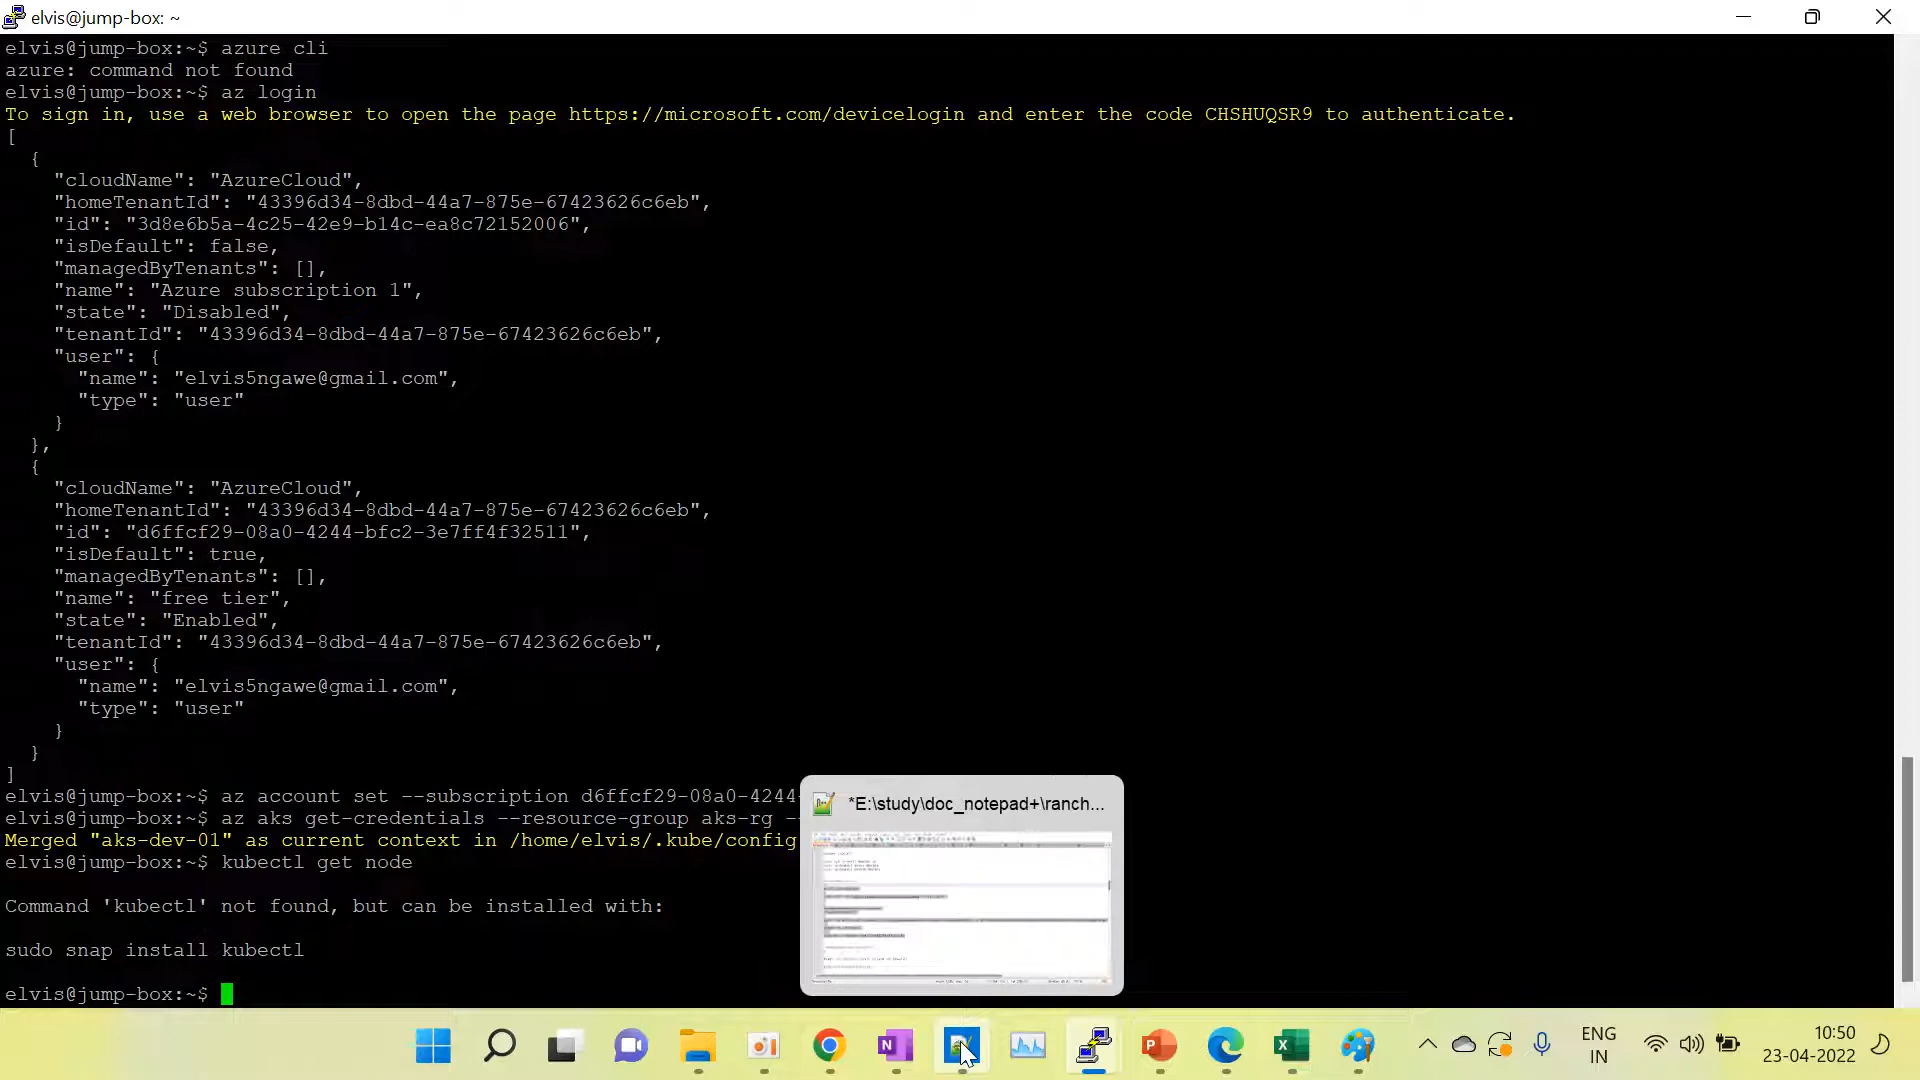 elvis@jump-box: ~
elvis@jump-box:~$ azure cli
azure: command not found
elvis@jump-box:~$ az login
To sign in, use a web browser to open the page https://microsoft.com/devicelogin and enter the code CHSHUQSR9 to authenticate.
[
{
"cloudName": "AzureCloud",
"homeTenantId": "43396d34-8dbd-44a7-875e-67423626c6eb",
"id": "3d8e6b5a-4c25-42e9-b14c-ea8c72152006",
"isDefault": false,
"managedByTenants": [],
"name": "Azure subscription 1",
"state": "Disabled",
"tenantId": "43396d34-8dbd-44a7-875e-67423626c6eb",
"user": {
"name": "elvis5ngawe@gmail.com",
"type": "user"
}
},
{
"cloudName": "AzureCloud",
"homeTenantId": "43396d34-8dbd-44a7-875e-67423626c6eb",
"id": "d6ffcf29-08a0-4244-bfc2-3e7ff4f32511",
"isDefault": true,
"managedByTenants": [],
"name": "free tier",
"state": "Enabled",
"tenantId": "43396d34-8dbd-44a7-875e-67423626c6eb",
"user": {
"name": "elvis5ngawe@gmail.com",
"type": "user"
}
}
]
elvis@jump-box:~$ az account set --subscription d6ffcf29-08a0-4244-
elvis@jump-box:~$ az aks get-credentials --resource-group aks-rg --
Merged "aks-dev-01" as current context in /home/elvis/.kube/config
elvis@jump-box:~$ kubectl get node
Command 'kubectl' not found, but can be installed with:
sudo snap install kubectl
elvis@jump-box:~$
*E:\study\doc_notepad+\ranch...
ENG
IN
10:50
23-04-2022